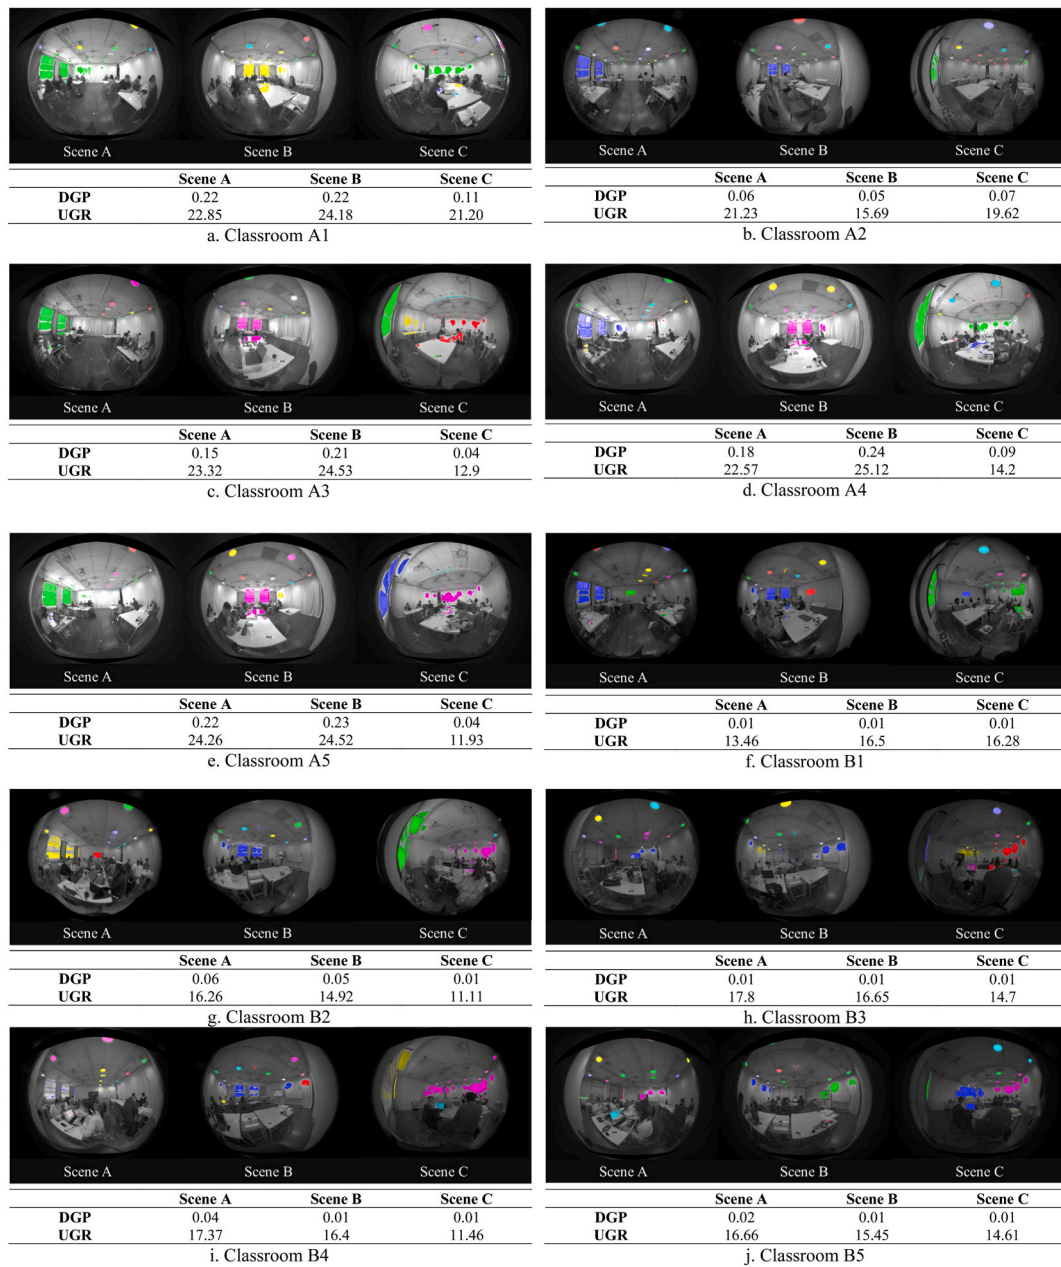 Scene A Scene B Scene C
Scene A Scene B Scene C
DGP 0.22 0.22 0.11
UGR 22.85 24.18 21.20
a. Classroom A1
Scene A Scene B Scene C
Scene A Scene B Scene C
DGP 0.06 0.05 0.07
UGR 21.23 15.69 19.62
b. Classroom A2
Scene A Scene B Scene C
Scene A Scene B Scene C
DGP 0.15 0.21 0.04
UGR 23.32 24.53 12.9
c. Classroom A3
Scene A Scene B Scene C
Scene A Scene B Scene C
DGP 0.18 0.24 0.09
UGR 22.57 25.12 14.2
d. Classroom A4
Scene A Scene B Scene C
Scene A Scene B Scene C
DGP 0.22 0.23 0.04
UGR 24.26 24.52 11.93
e. Classroom A5
Scene A Scene B Scene C
Scene A Scene B Scene C
DGP 0.01 0.01 0.01
UGR 13.46 16.5 16.28
f. Classroom B1
Scene A Scene B Scene C
Scene A Scene B Scene C
DGP 0.06 0.05 0.01
UGR 16.26 14.92 11.11
g. Classroom B2
Scene A Scene B Scene C
Scene A Scene B Scene C
DGP 0.01 0.01 0.01
UGR 17.8 16.65 14.7
h. Classroom B3
Scene A Scene B Scene C
Scene A Scene B Scene C
DGP 0.04 0.01 0.01
UGR 17.37 16.4 11.46
i. Classroom B4
Scene A Scene B Scene C
Scene A Scene B Scene C
DGP 0.02 0.01 0.01
UGR 16.66 15.45 14.61
j. Classroom B5